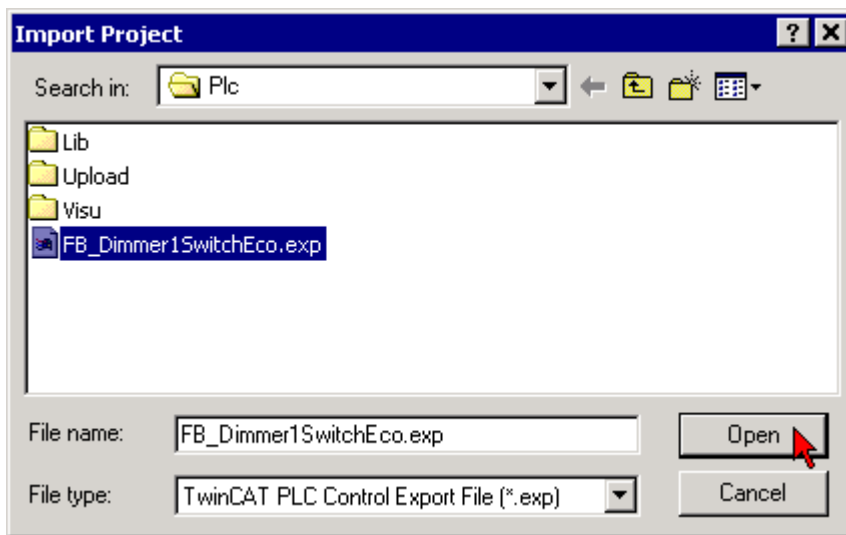 Import Project
Search in: Plc
Lib
Upload
Visu
FB_Dimmer1SwitchEco.exp
File name: FB_Dimmer1SwitchEco.exp Open
File type: TwinCAT PLC Control Export File (*.exp) Cancel